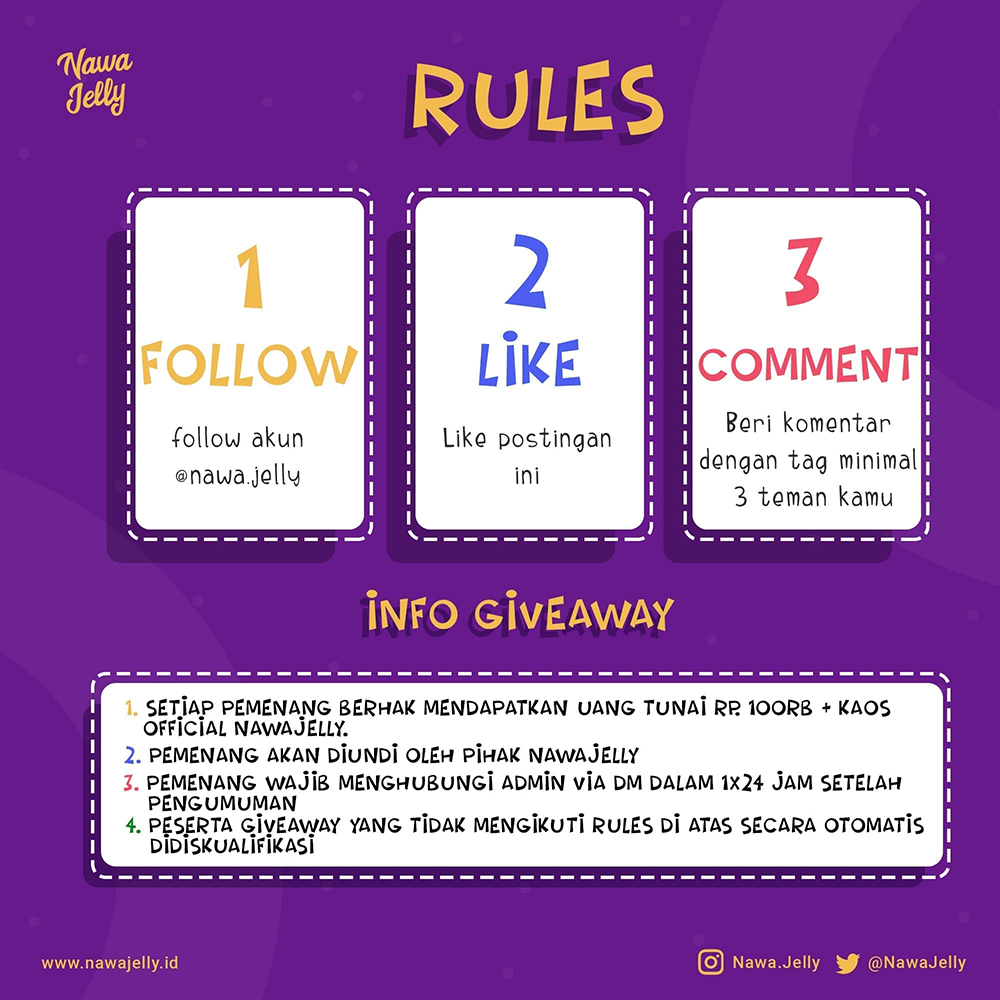 Nawa
Jelly
RULES
1
FOLLOW
follow akun
@nawa.jelly
2
LiKE
Like postingan
ini
3
COMMENT
Beri komentar
dengan tag minimal
3 teman kamu
iNFO GiVEAWAY
1. SETiAP PEMENANG BERHAK MENDAPATKAN UANG TUNAI RP. 100RB + KAOS
OFFICIAL NAWAJELLY.
2. PEMENANG AKAN DIUNDI OLEH PIHAK NAWAJELLY
3. PEMENANG WAJIB MENGHUBUNGI ADMIN VIA DM DALAM 1X24 JAM SETELAH
PENGUMUMAN
4. PESERTA GIVEAWAY YANG TIDAK MENGIKUTI RULES DI ATAS SECARA OTOMATIS
DIDISKUALIFIKASI
www.nawajelly.id
Nawa.Jelly
@NawaJelly